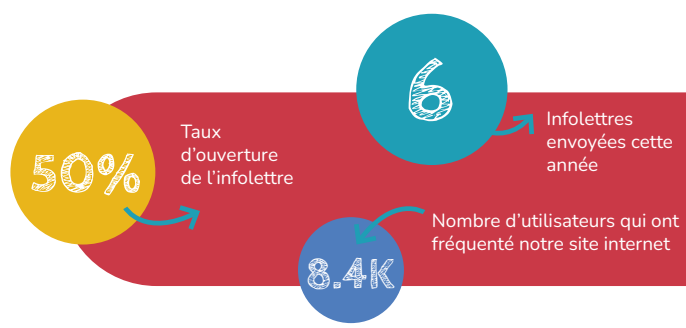 50%
Taux
d'ouverture
de l'infolettre
6
Infolettres
envoyées cette
année
8.4K
Nombre d'utilisateurs qui ont
fréquenté notre site internet